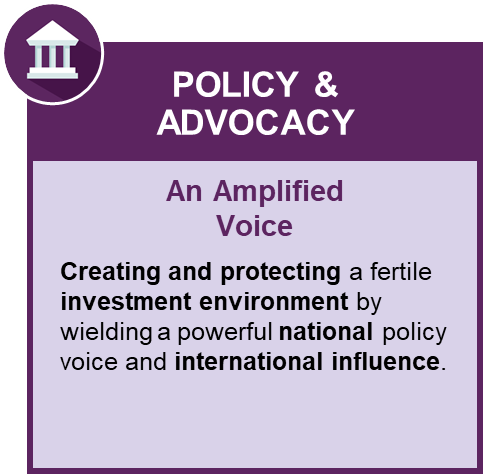 POLICY &
ADVOCACY
An Amplified
Voice
Creating and protecting a fertile
investment environment by
wielding a powerful national policy
voice and international influence.